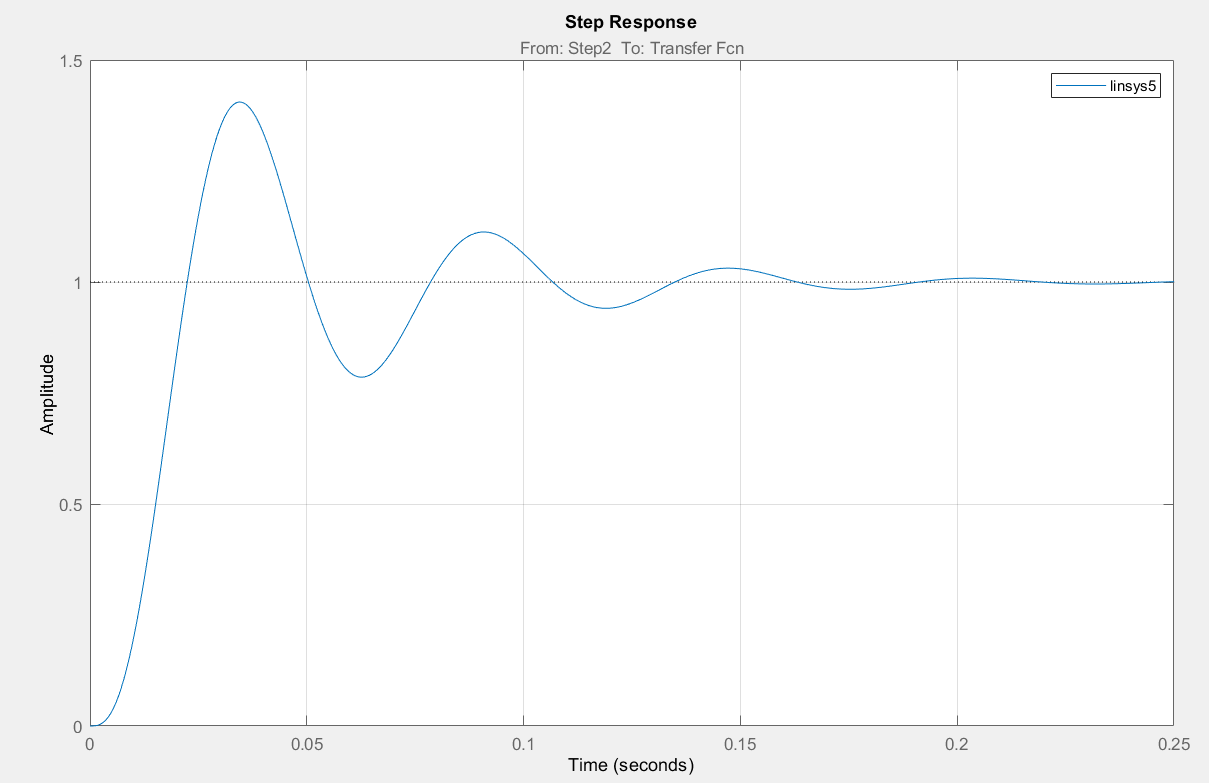 Step Response
From: Step2  To: Transfer Fcn
linsys5
Amplitude
1.5
1
0.5
0
0 0.05 0.1 0.15 0.2 0.25
Time (seconds)